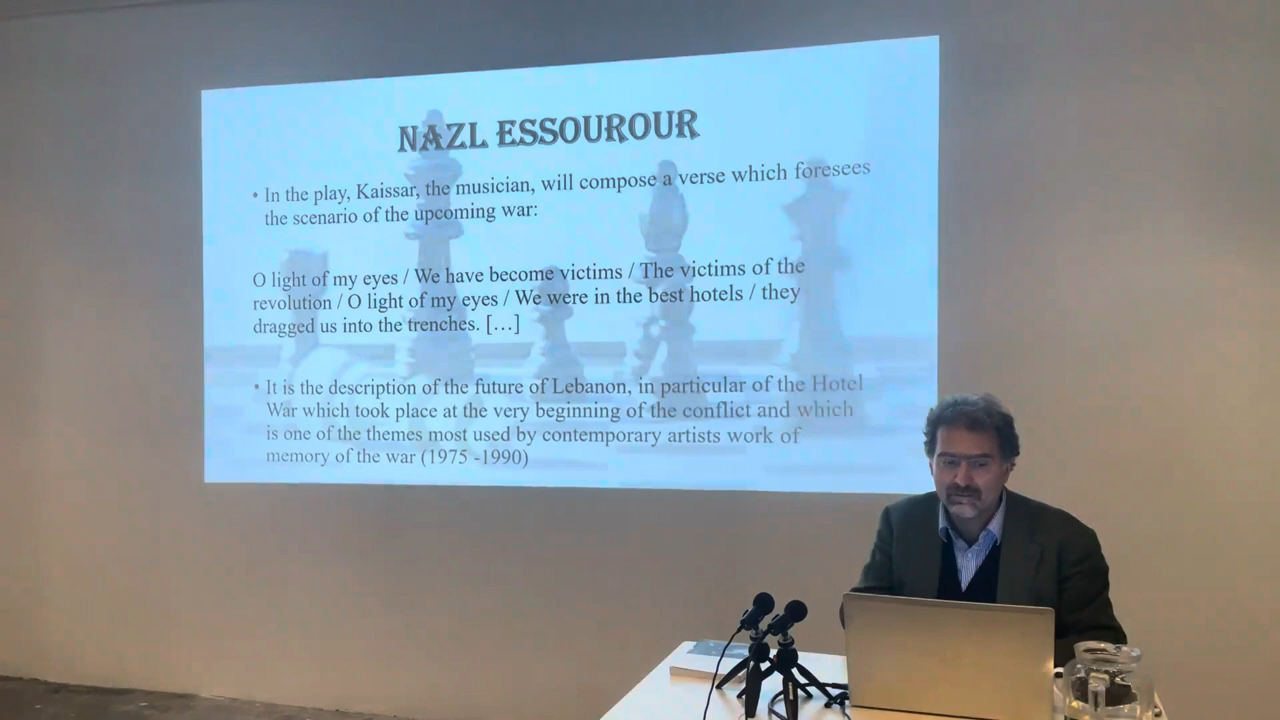 NAZL ESSOUROUR
• In the play, Kaissar, the musician, will compose a verse which foresees
the scenario of the upcoming war:
O light of my eyes / We have become victims / The victims of the
revolution / O light of my eyes / We were in the best hotels / they
dragged us into the trenches. […]
• It is the description of the future of Lebanon, in particular of the Hotel
War which took place at the very beginning of the conflict and which
is one of the themes most used by contemporary artists work of
memory of the war (1975 -1990)